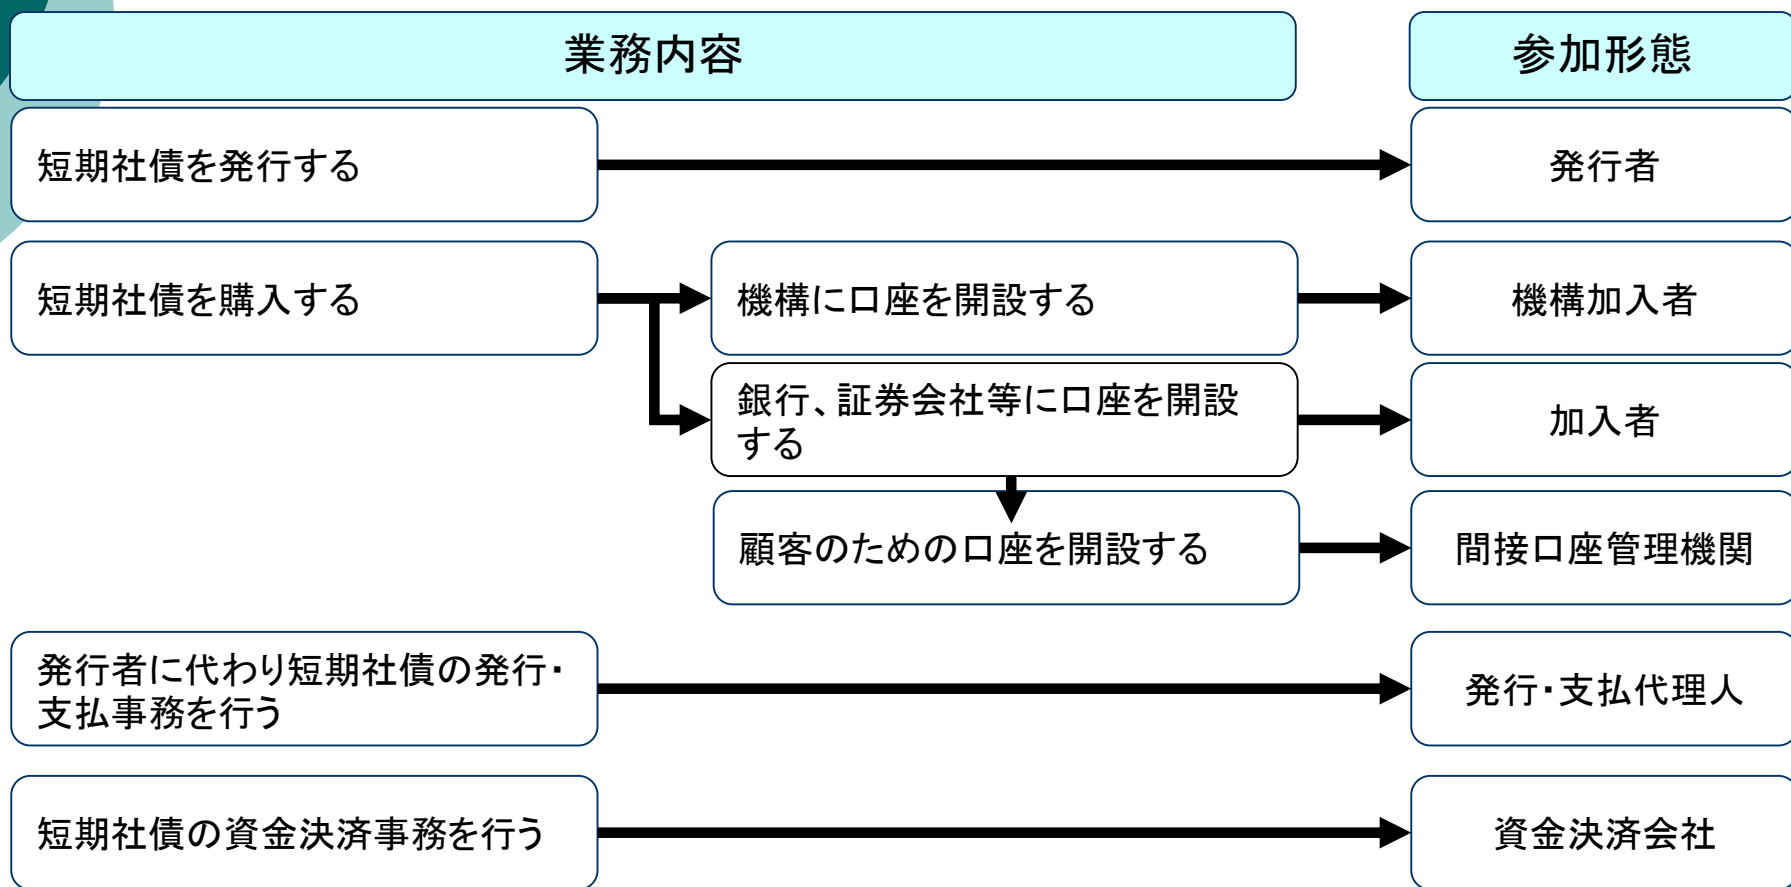 業務内容
参加形態
短期社債を発行する
発行者
短期社債を購入する
機構に口座を開設する
機構加入者
銀行、証券会社等に口座を開設
する
加入者
顧客のための口座を開設する
間接口座管理機関
発行者に代わり短期社債の発行・
支払事務を行う
発行・支払代理人
短期社債の資金決済事務を行う
資金決済会社